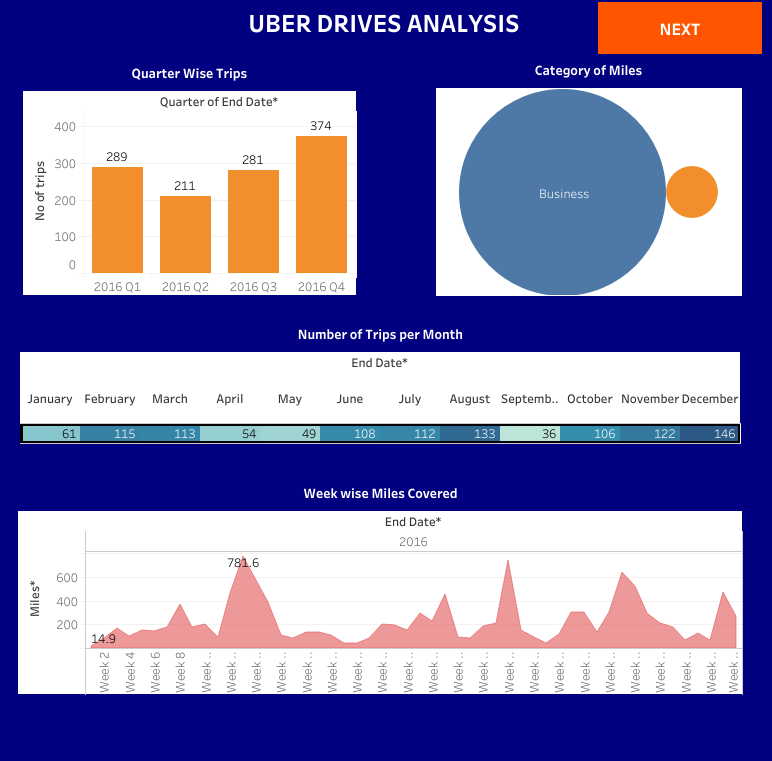 UBER DRIVES ANALYSIS
NEXT
Quarter Wise Trips
Category of Miles
Quarter of End Date*
No of trips
400
300
200
100
0
289
211
281
374
2016 Q1 2016 Q2 2016 Q3 2016 Q4
Business
Number of Trips per Month
End Date*
January February March April May June July August Septemb.. October November December
61 115 113 54 49 108 112 133 36 106 122 146
Week wise Miles Covered
End Date*
2016
Miles*
600
400
200
781.6
14.9
Week 2 Week 4 Week 6 Week 8 Week .. Week .. Week .. Week .. Week .. Week .. Week .. Week .. Week .. Week .. Week .. Week .. Week .. Week .. Week .. Week .. Week .. Week .. Week .. Week .. Week .. Week ..